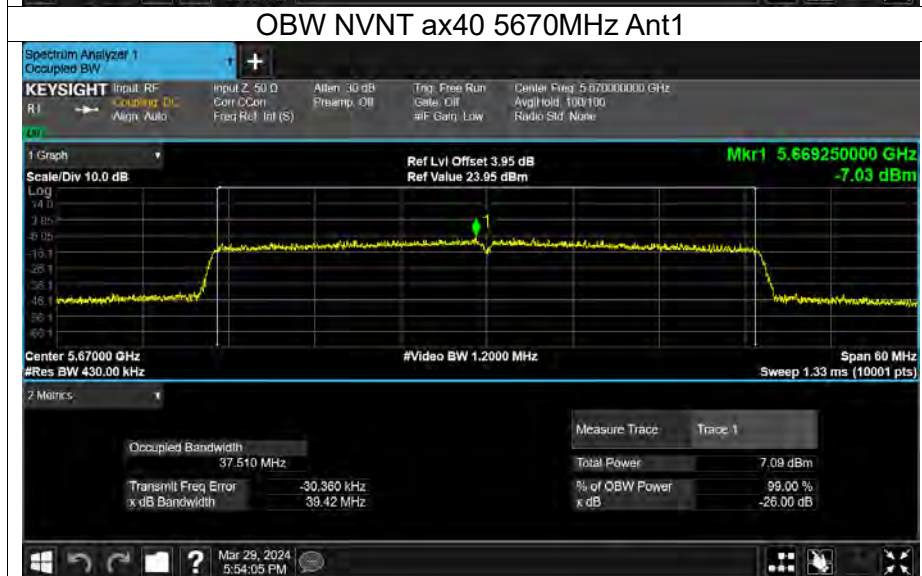 OBW NVNT ax40 5670MHz Ant1
Spectrum Analyzer 1
Occupied BW
+
KEYSIGHT Input: RF
Coupling: DC
Align: Auto
Input Z: 50 Ω
Corr CCorr
Freq Ref: Int (S)
Atten: 30 dB
Preamp: Off
Trig: Free Run
Gate: Off
#IF Gain: Low
Center Freq: 5.670000000 GHz
Avg|Hold: 100/100
Radio Std: None
1 Graph
Scale/Div 10.0 dB
Ref Lvl Offset 3.95 dB
Ref Value 23.95 dBm
Mkr1 5.669250000 GHz
-7.03 dBm
Log
1
Center 5.67000 GHz
#Res BW 430.00 kHz
#Video BW 1.2000 MHz
Span 60 MHz
Sweep 1.33 ms (10001 pts)
2 Metrics
Occupied Bandwidth
37.510 MHz
Transmit Freq Error -30.360 kHz
x dB Bandwidth 39.42 MHz
Measure Trace Trace 1
Total Power 7.09 dBm
% of OBW Power 99.00 %
x dB -26.00 dB
?
Mar 29, 2024
5:54:05 PM